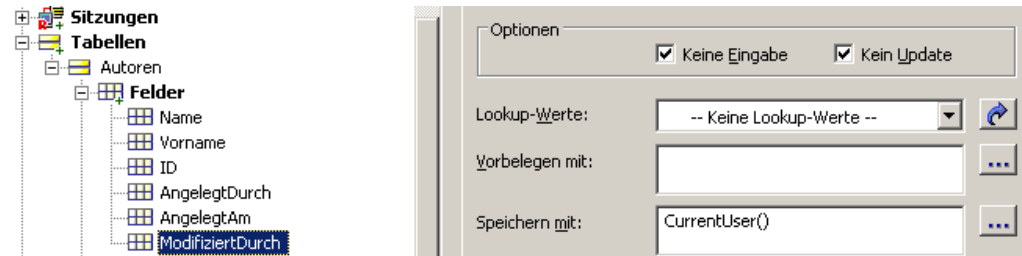 Sitzungen
Tabellen
Autoren
Felder
Name
Vorname
ID
AngelegtDurch
AngelegtAm
ModifiziertDurch
Optionen
Keine Eingabe Kein Update
Lookup-Werte: -- Keine Lookup-Werte --
Vorbelegen mit: ...
Speichern mit: CurrentUser() ...